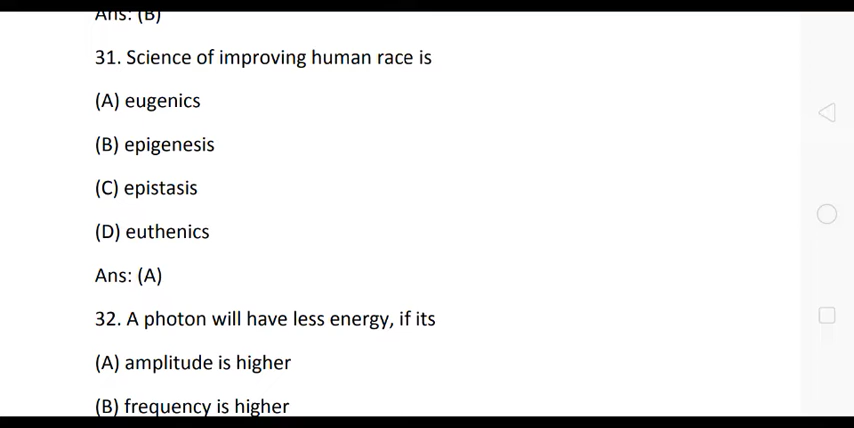 Ans: (B)
31. Science of improving human race is
(A) eugenics
(B) epigenesis
(C) epistasis
(D) euthenics
Ans: (A)
32. A photon will have less energy, if its
(A) amplitude is higher
(B) frequency is higher